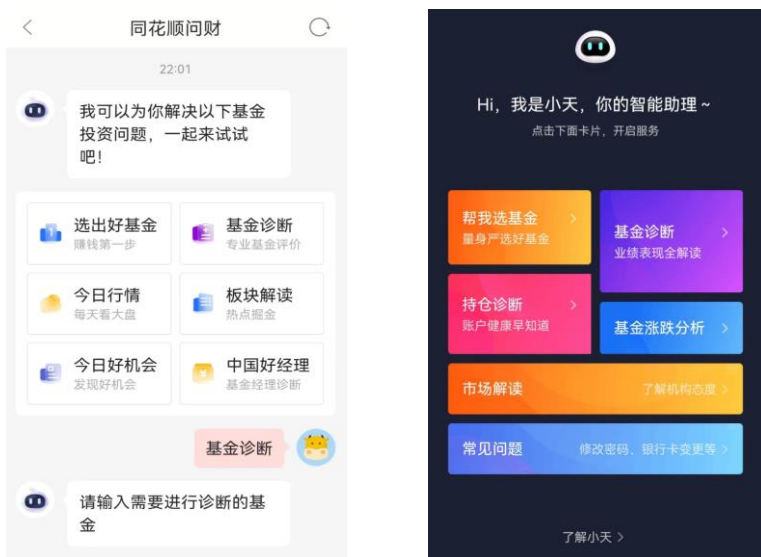 同花顺问财
22:01
我可以为你解决以下基金
投资问题，一起来试试
吧！
选出好基金
赚钱第一步
基金诊断
专业基金评价
今日行情
每天看大盘
板块解读
热点掘金
今日好机会
发现好机会
中国好经理
基金经理诊断
基金诊断
请输入需要进行诊断的基
金
Hi，我是小天，你的智能助理~
点击下面卡片，开启服务
帮我选基金
量身严选好基金
基金诊断
业绩表现全解读
持仓诊断
账户健康早知道
基金涨跌分析
市场解读
了解机构态度
常见问题
修改密码、银行卡变更等
了解小天